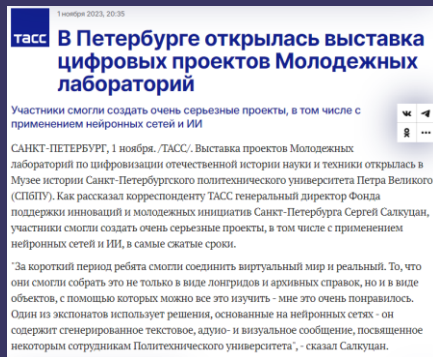 1 ноября 2023, 20:35
ТАСС
В Петербурге открылась выставка
цифровых проектов Молодежных
лабораторий
Участники смогли создать очень серьезные проекты, в том числе с
применением нейронных сетей и ИИ
САНКТ-ПЕТЕРБУРГ, 1 ноября. /ТАСС/. Выставка проектов Молодежных
лабораторий по цифровизации отечественной истории науки и техники открылась в
Музее истории Санкт-Петербургского политехнического университета Петра Великого
(СПбПУ). Как рассказал корреспонденту ТАСС генеральный директор Фонда
поддержки инноваций и молодежных инициатив Санкт-Петербурга Сергей Салкуцан,
участники смогли создать очень серьезные проекты, в том числе с применением
нейронных сетей и ИИ, в самые сжатые сроки.
"За короткий период ребята смогли соединить виртуальный мир и реальный. То, что
они смогли собрать это не только в виде лонгридов и архивных справок, но и в виде
объектов, с помощью которых можно все это изучить - мне это очень понравилось.
Один из экспонатов использует решения, основанные на нейронных сетях - он
содержит сгенерированное текстовое, аудио- и визуальное сообщение, посвященное
некоторым сотрудникам Политехнического университета", - сказал Салкуцан.